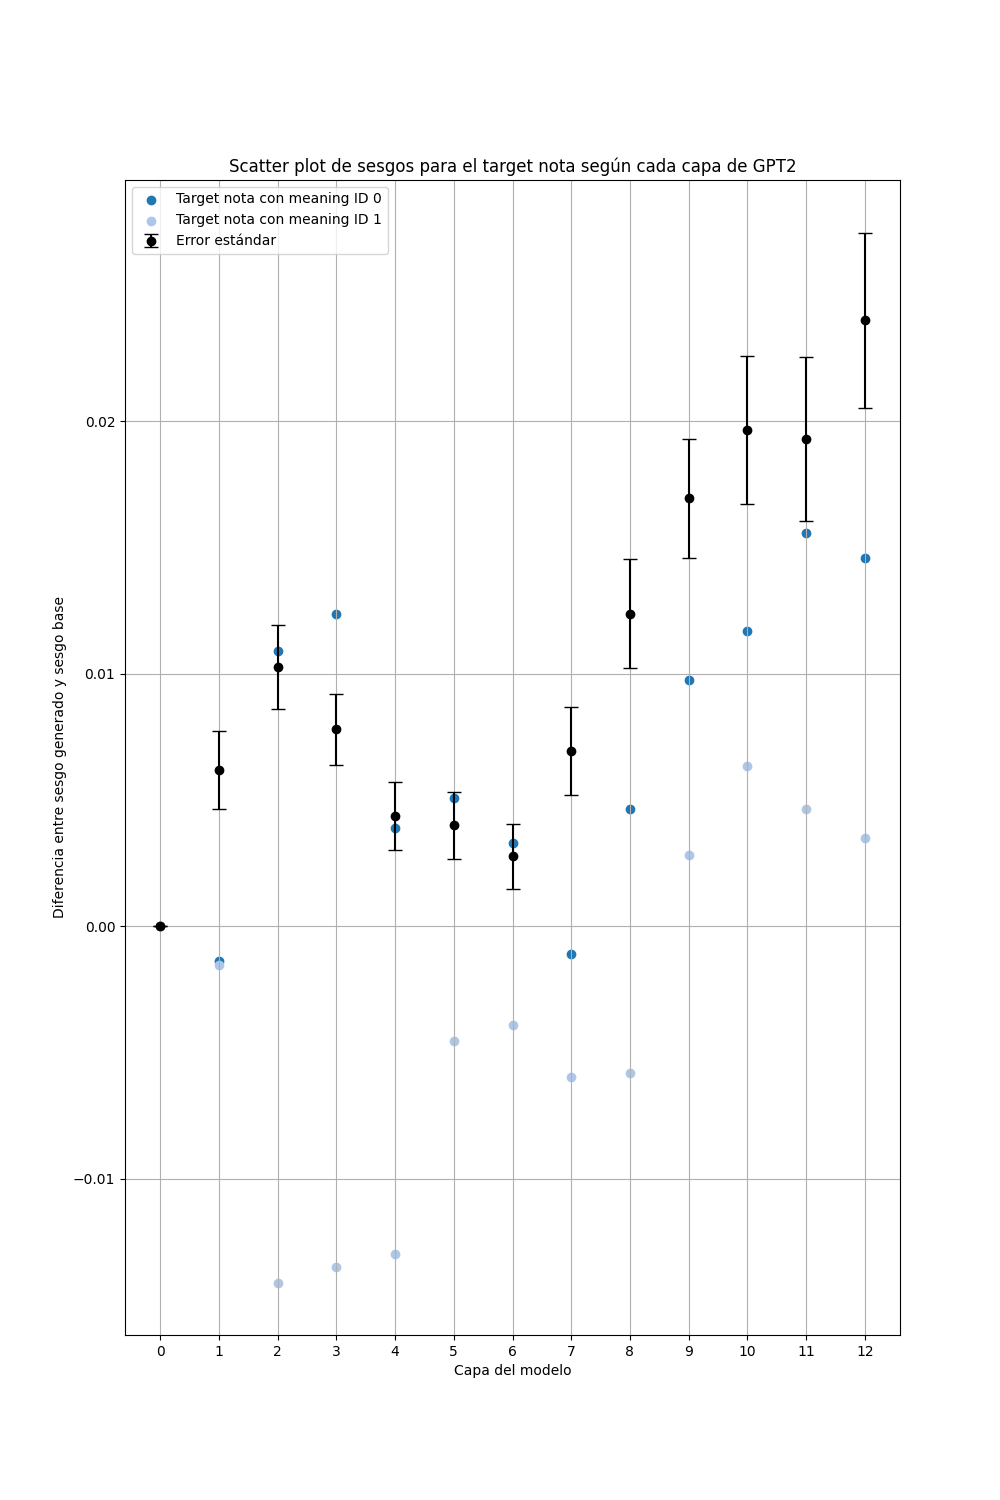 Scatter plot de sesgos para el target nota según cada capa de GPT2
Target nota con meaning ID 0
Target nota con meaning ID 1
Error estándar
Diferencia entre sesgo generado y sesgo base
0.02
0.01
0.00
−0.01
0 1 2 3 4 5 6 7 8 9 10 11 12
Capa del modelo